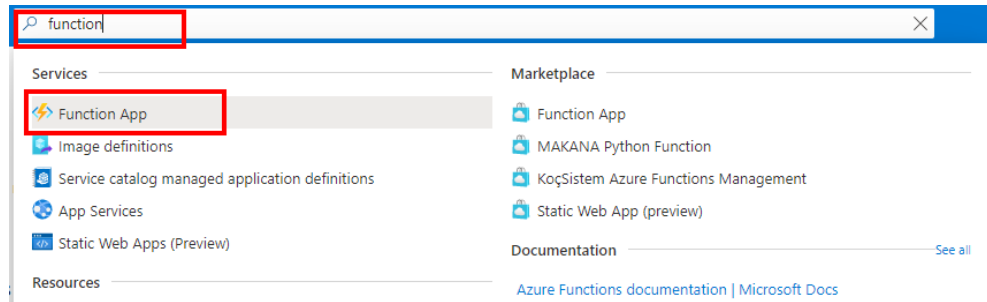 function
Services
Function App
Image definitions
Service catalog managed application definitions
App Services
Static Web Apps (Preview)
Resources
Marketplace
Function App
MAKANA Python Function
KoçSistem Azure Functions Management
Static Web App (preview)
Documentation
See all
Azure Functions documentation | Microsoft Docs